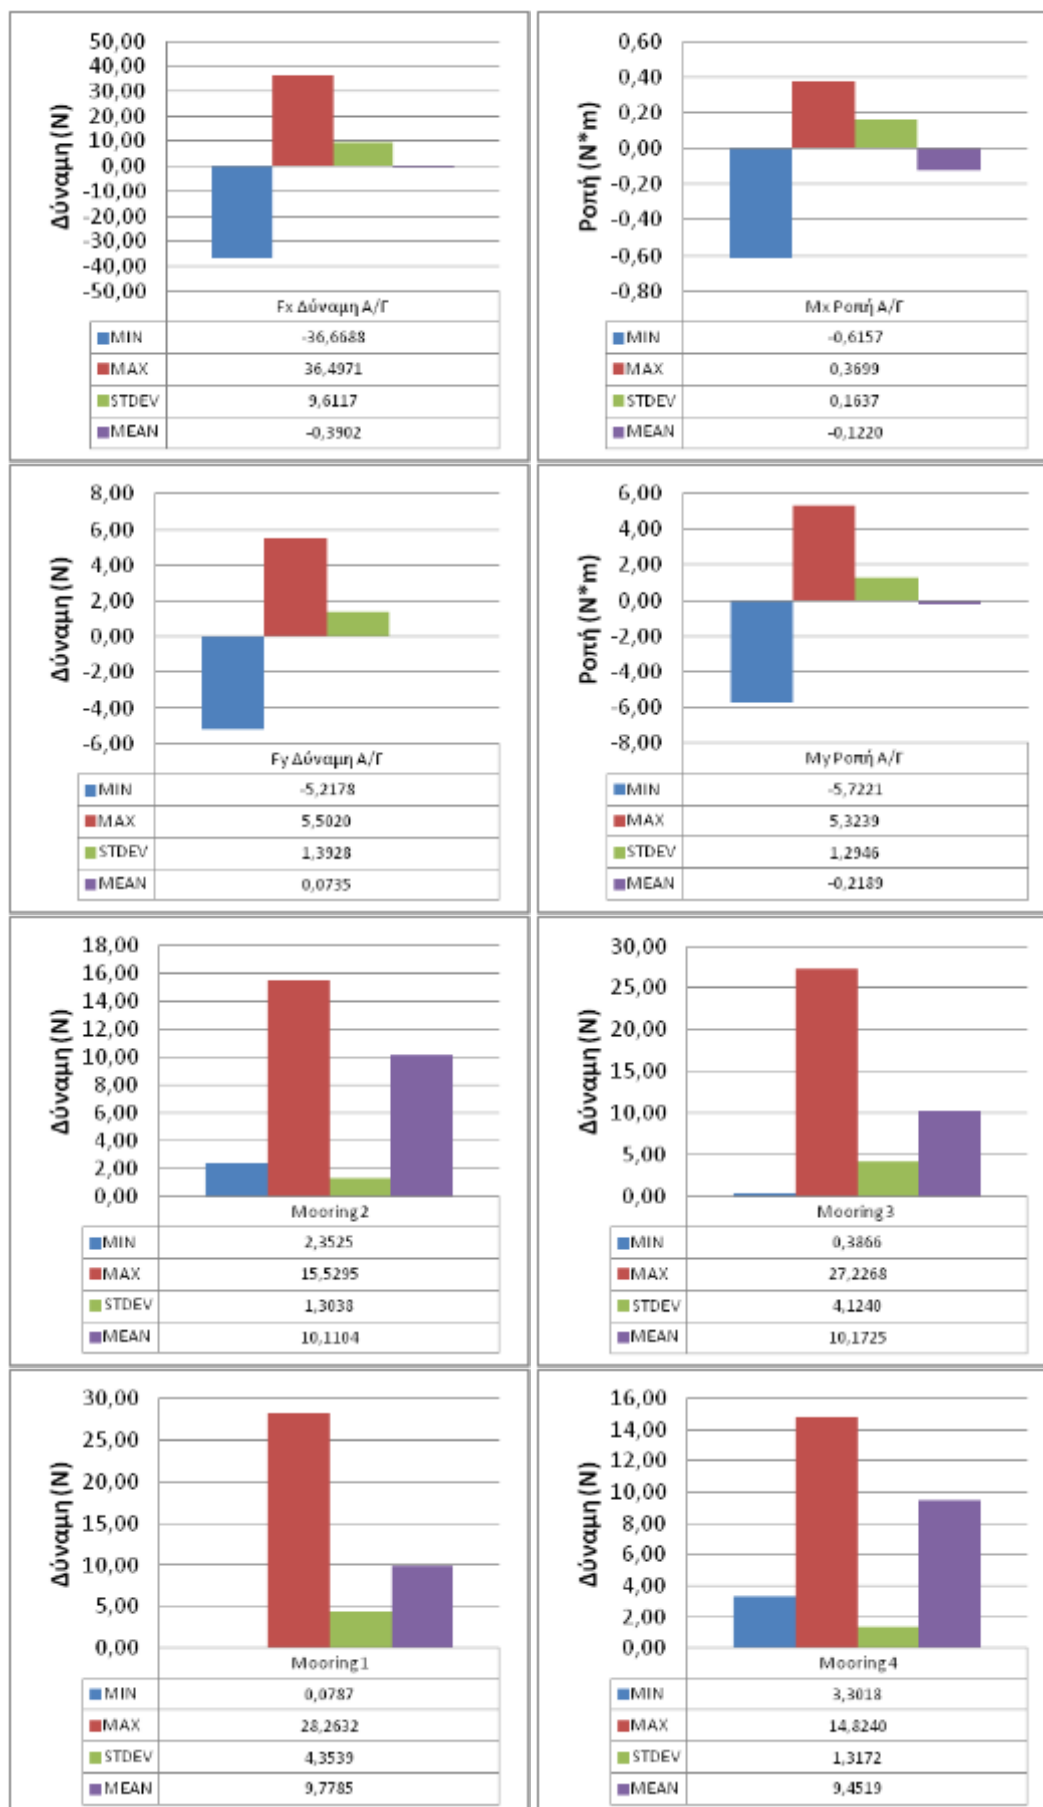 50,00
40,00
30,00
20,00
10,00
0,00
-10,00
-20,00
-30,00
-40,00
-50,00
Δύναμη (N)
Fx Δύναμη Α/Γ
MIN -36,6688
MAX 36,4971
STDEV 9,6117
MEAN -0,3902
0,60
0,40
0,20
0,00
-0,20
-0,40
-0,60
-0,80
Ροπή (N*m)
Mx Ροπή Α/Γ
MIN -0,6157
MAX 0,3699
STDEV 0,1637
MEAN -0,1220
8,00
6,00
4,00
2,00
0,00
-2,00
-4,00
-6,00
Δύναμη (N)
Fy Δύναμη Α/Γ
MIN -5,2178
MAX 5,5020
STDEV 1,3928
MEAN 0,0735
6,00
4,00
2,00
0,00
-2,00
-4,00
-6,00
-8,00
Ροπή (N*m)
My Ροπή Α/Γ
MIN -5,7221
MAX 5,3239
STDEV 1,2946
MEAN -0,2189
18,00
16,00
14,00
12,00
10,00
8,00
6,00
4,00
2,00
0,00
Δύναμη (N)
Mooring 2
MIN 2,3525
MAX 15,5295
STDEV 1,3038
MEAN 10,1104
30,00
25,00
20,00
15,00
10,00
5,00
0,00
Δύναμη (N)
Mooring 3
MIN 0,3866
MAX 27,2268
STDEV 4,1240
MEAN 10,1725
30,00
25,00
20,00
15,00
10,00
5,00
0,00
Δύναμη (N)
Mooring 1
MIN 0,0787
MAX 28,2632
STDEV 4,3539
MEAN 9,7785
16,00
14,00
12,00
10,00
8,00
6,00
4,00
2,00
0,00
Δύναμη (N)
Mooring 4
MIN 3,3018
MAX 14,8240
STDEV 1,3172
MEAN 9,4519